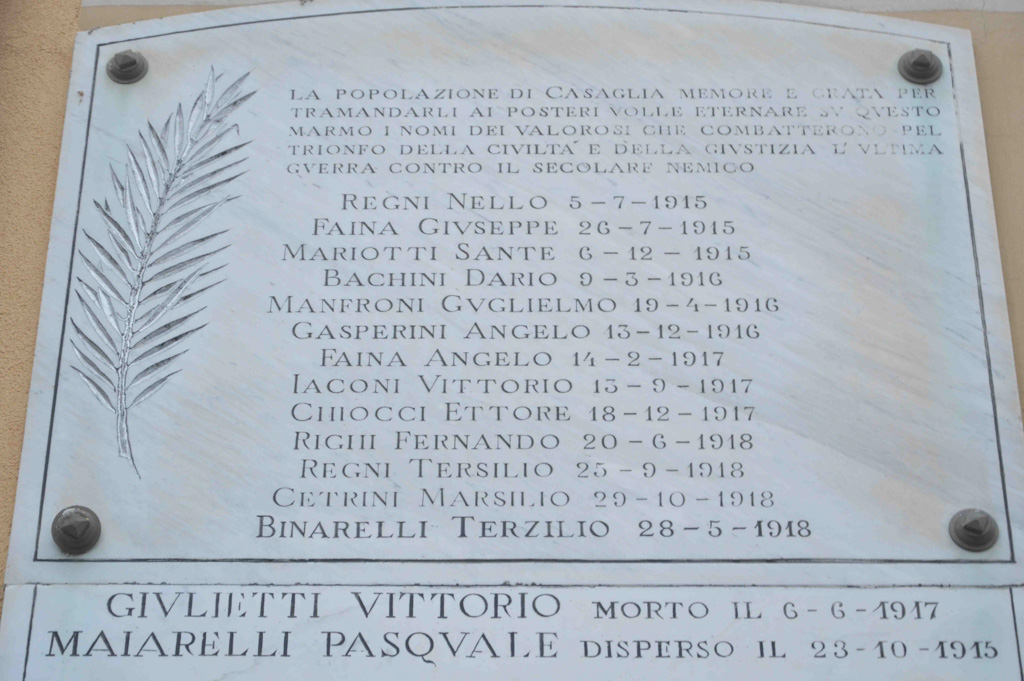 LA POPOLAZIONE DI CASAGLIA MEMORE E GRATA PER
TRAMANDARLI AI POSTERI VOLLE ETERNARE SV QVESTO
MARMO I NOMI DEI VALOROSI CHE COMBATTERONO PEL
TRIONFO DELLA CIVILTA' E DELLA GIVSTIZIA L'VLTIMA
GVERRA CONTRO IL SECOLARE NEMICO
REGNI NELLO 5-7-1915
FAINA GIVSEPPE 26-7-1915
MARIOTTI SANTE 6-12-1915
BACHINI DARIO 9-3-1916
MANFRONI GVGLIELMO 19-4-1916
GASPERINI ANGELO 13-12-1916
FAINA ANGELO 14-2-1917
IACONI VITTORIO 13-9-1917
CHIOCCI ETTORE 18-12-1917
RICHI FERNANDO 20-6-1918
REGNI TERSILIO 25-9-1918
CETRINI MARSILIO 29-10-1918
BINARELLI TERZILIO 28-5-1918
GIVLIETTI VITTORIO MORTO IL 6-6-1917
MAIARELLI PASQVALE DISPERSO IL 23-10-1915